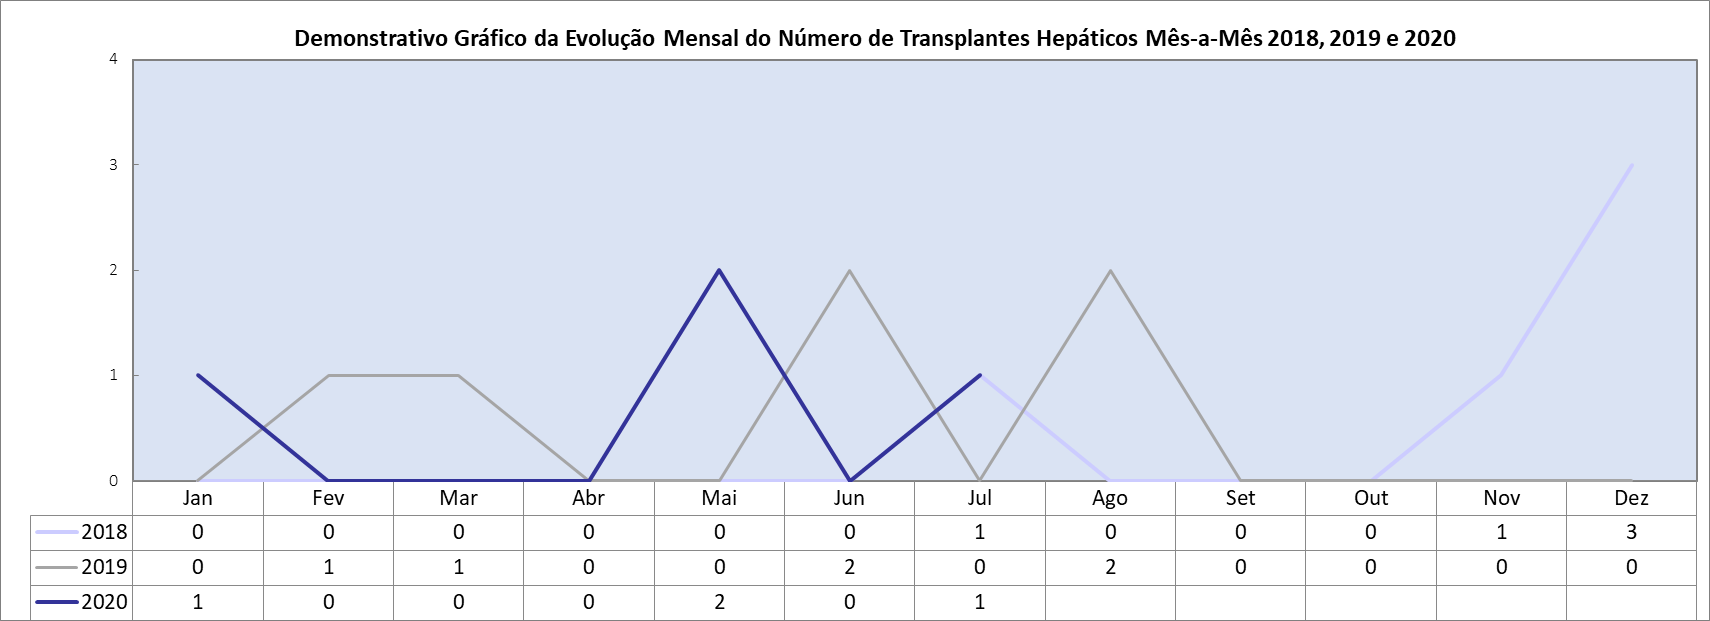 Demonstrativo Gráfico da Evolução Mensal do Número de Transplantes Hepáticos Mês-a-Mês 2018, 2019 e 2020
4
3
2
1
0
Jan Fev Mar Abr Mai Jun Jul Ago Set Out Nov Dez
2018 0 0 0 0 0 0 1 0 0 0 1 3
2019 0 1 1 0 0 2 0 2 0 0 0 0
2020 1 0 0 0 2 0 1